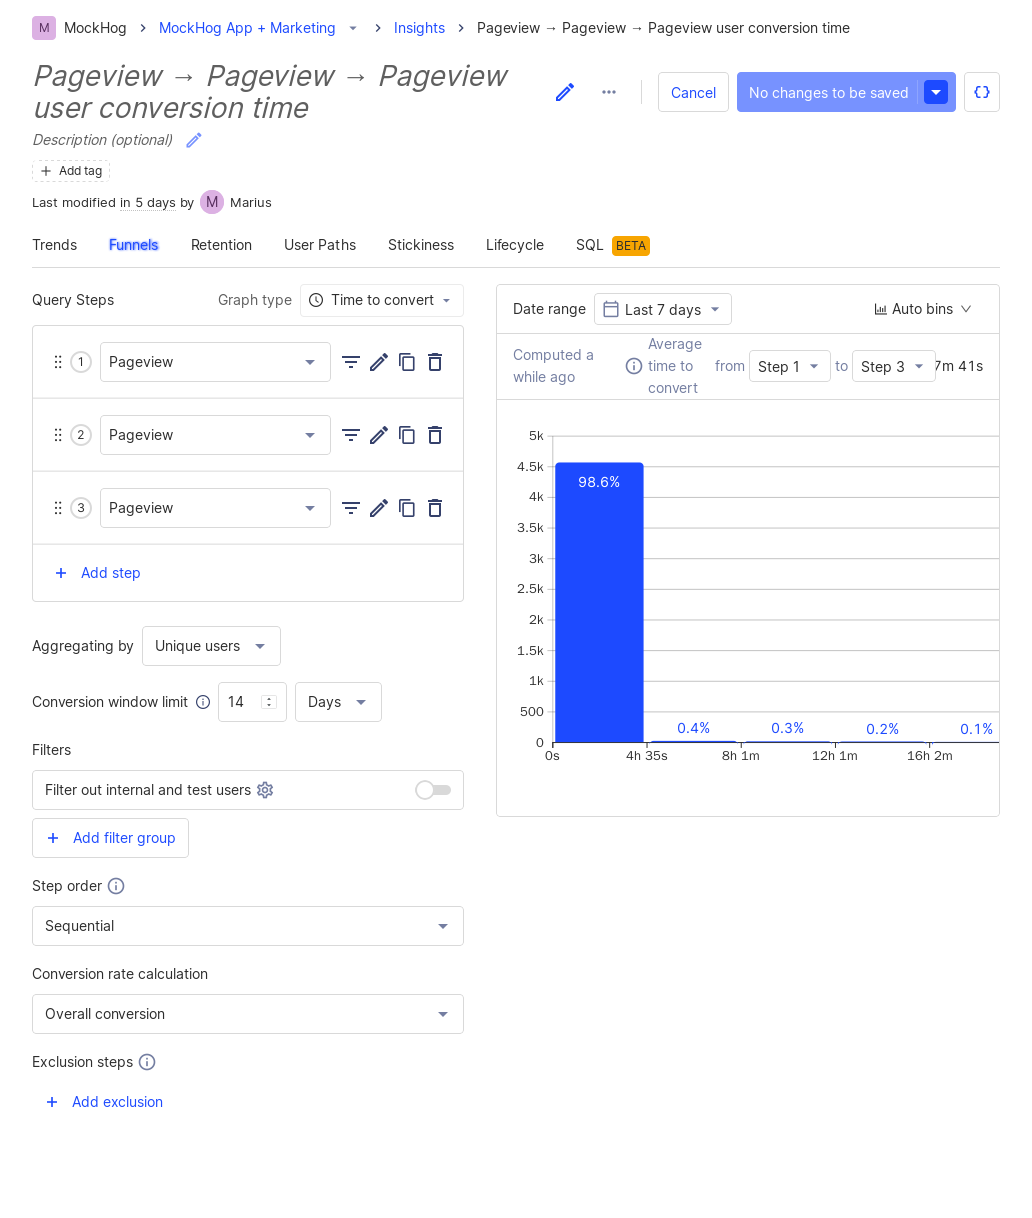 M MockHog MockHog App + Marketing Insights Pageview → Pageview → Pageview user conversion time
Pageview → Pageview → Pageview
user conversion time
Cancel
No changes to be saved
Description (optional)
Add tag
Last modified in 5 days by M Marius
Trends Funnels Retention User Paths Stickiness Lifecycle SQL BETA
Query Steps
Graph type Time to convert
1 Pageview
2 Pageview
3 Pageview
Add step
Aggregating by Unique users
Conversion window limit 14 Days
Filters
Filter out internal and test users
Add filter group
Step order
Sequential
Conversion rate calculation
Overall conversion
Exclusion steps
Add exclusion
Date range Last 7 days
Auto bins
Computed a
while ago
Average
time to
convert
from Step 1 to Step 3 7m 41s
5k
4.5k
4k
3.5k
3k
2.5k
2k
1.5k
1k
500
0
98.6%
0.4% 0.3% 0.2% 0.1%
0s 4h 35s 8h 1m 12h 1m 16h 2m